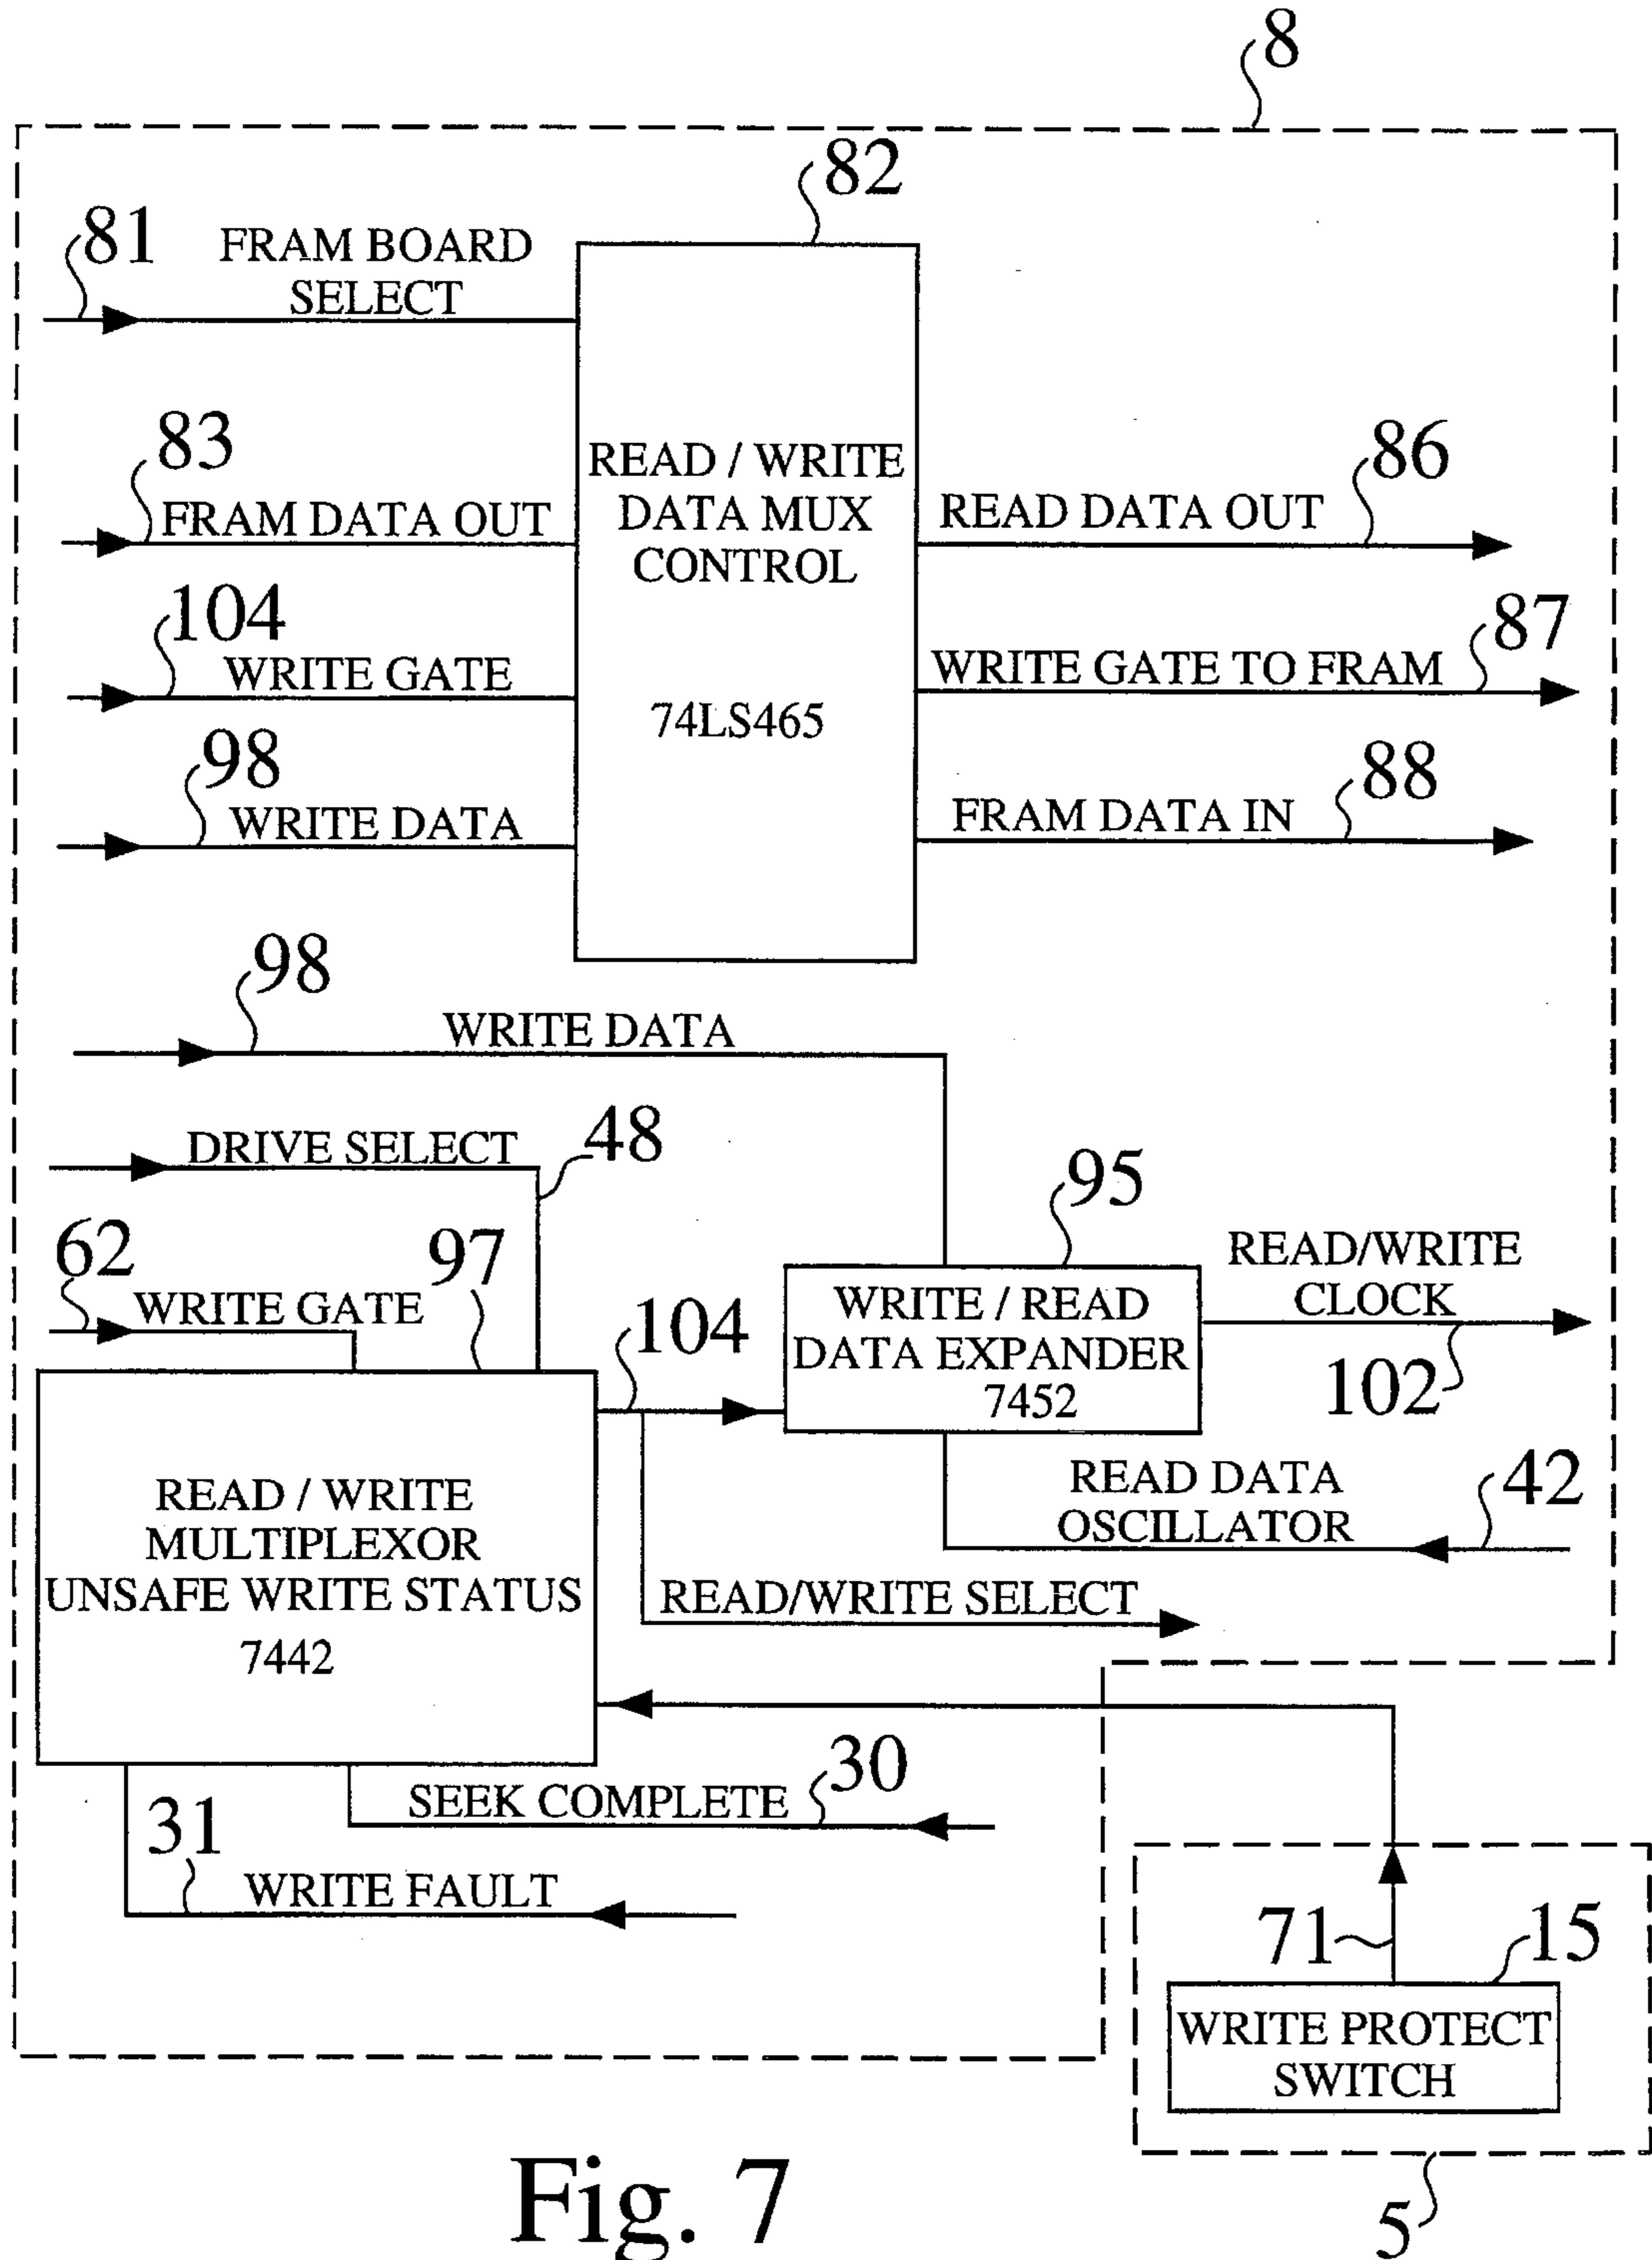 8
82
81
FRAM BOARD
SELECT
83
FRAM DATA OUT
104
WRITE GATE
98
WRITE DATA
READ / WRITE
DATA MUX
CONTROL
74LS465
86
READ DATA OUT
87
WRITE GATE TO FRAM
88
FRAM DATA IN
98
WRITE DATA
DRIVE SELECT
48
62
WRITE GATE
97
104
95
WRITE / READ
DATA EXPANDER
7452
READ/WRITE
CLOCK
102
READ DATA
OSCILLATOR
42
READ/WRITE SELECT
READ / WRITE
MULTIPLEXOR
UNSAFE WRITE STATUS
7442
SEEK COMPLETE
30
31
WRITE FAULT
71
15
WRITE PROTECT
SWITCH
5
Fig. 7